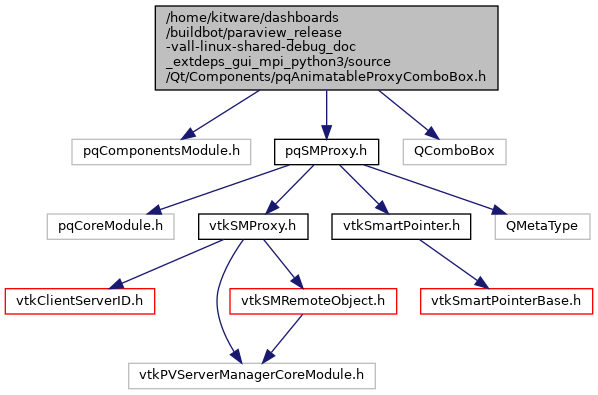 /home/kitware/dashboards
/buildbot/paraview_release
-vall-linux-shared-debug_doc
_extdeps_gui_mpi_python3/source
/Qt/Components/pqAnimatableProxyComboBox.h
pqComponentsModule.h
pqSMProxy.h
QComboBox
pqCoreModule.h
vtkSMProxy.h
vtkSmartPointer.h
QMetaType
vtkClientServerID.h
vtkSMRemoteObject.h
vtkSmartPointerBase.h
vtkPVServerManagerCoreModule.h